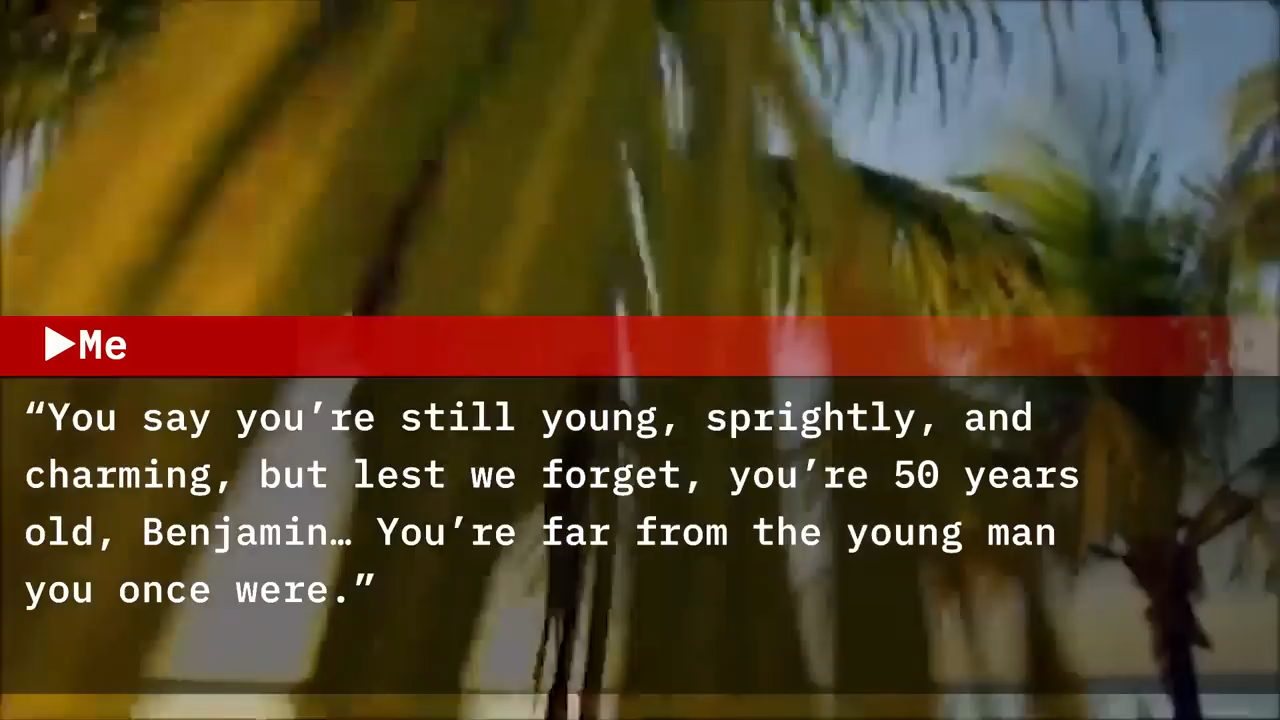 ▶Me
“You say you’re still young, sprightly, and
charming, but lest we forget, you’re 50 years
old, Benjamin… You’re far from the young man
you once were.”